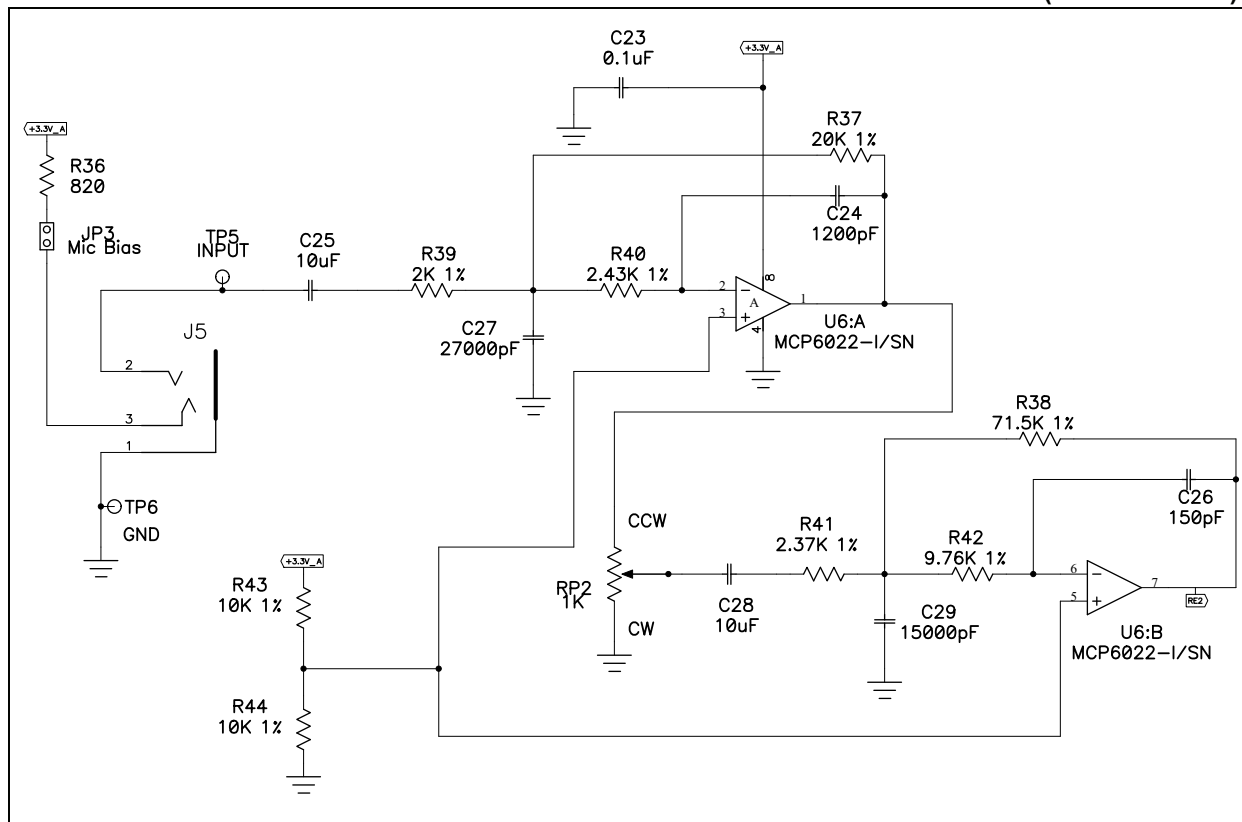 C23
0.1uF
+3.3V_A
R37
20K 1%
+3.3V_A
R36
820
C24
1200pF
JP3
Mic Bias
TP5
INPUT
C25
10uF
R39
2K 1%
R40
2.43K 1%
8
2
A
1
3
4
U6:A
MCP6022-I/SN
C27
27000pF
J5
2
3
1
R38
71.5K 1%
TP6
GND
C26
150pF
CCW
R41
2.37K 1%
R42
9.76K 1%
+3.3V_A
R43
10K 1%
RP2
1K
C28
10uF
CW
C29
15000pF
6
7
5
RE2
U6:B
MCP6022-I/SN
R44
10K 1%